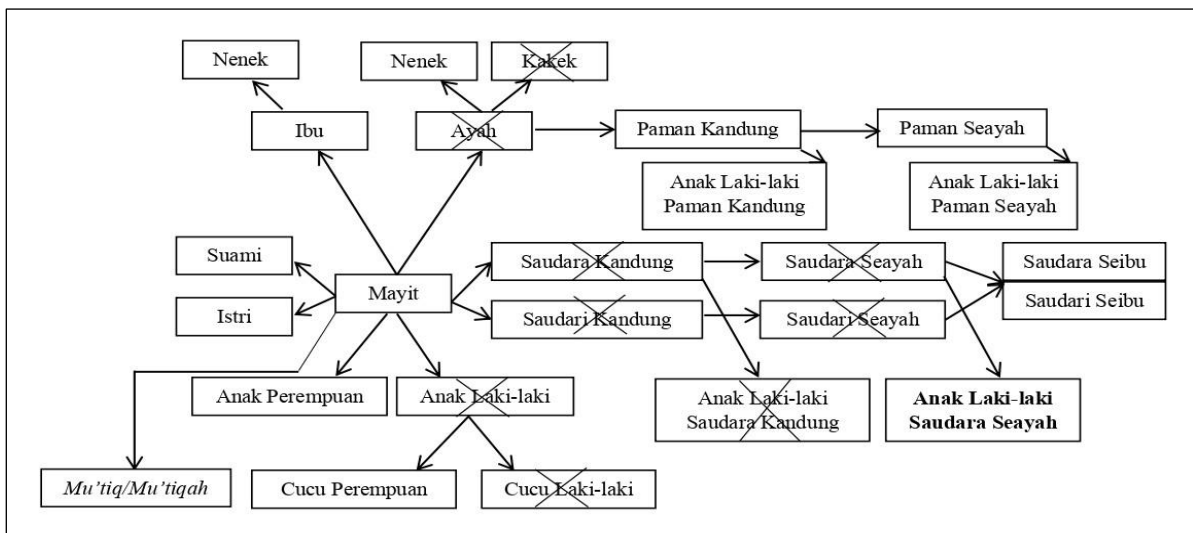 Nenek
Nenek
Kakek
Ibu
Ayah
Paman Kandung
Paman Seayah
Anak Laki-laki
Paman Kandung
Anak Laki-laki
Paman Seayah
Suami
Istri
Mayit
Saudara Kandung
Saudari Kandung
Saudara Seayah
Saudari Seayah
Saudara Seibu
Saudari Seibu
Anak Perempuan
Anak Laki-laki
Anak Laki-laki
Saudara Kandung
Anak Laki-laki
Saudara Seayah
Mu’tiq/Mu’tiqah
Cucu Perempuan
Cucu Laki-laki